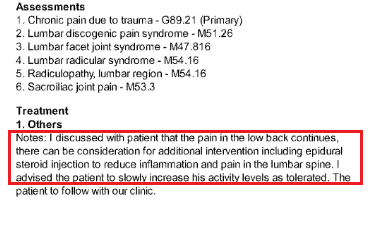 Assessments
1. Chronic pain due to trauma - G89.21 (Primary)
2. Lumbar discogenic pain syndrome - M51.26
3. Lumbar facet joint syndrome - M47.816
4. Lumbar radicular syndrome - M54.16
5. Radiculopathy, lumbar region - M54.16
6. Sacroiliac joint pain - M53.3
Treatment
1. Others
Notes: I discussed with patient that the pain in the low back continues,
there can be consideration for additional intervention including epidural
steroid injection to reduce inflammation and pain in the lumbar spine. I
advised the patient to slowly increase his activity levels as tolerated. The
patient to follow with our clinic.